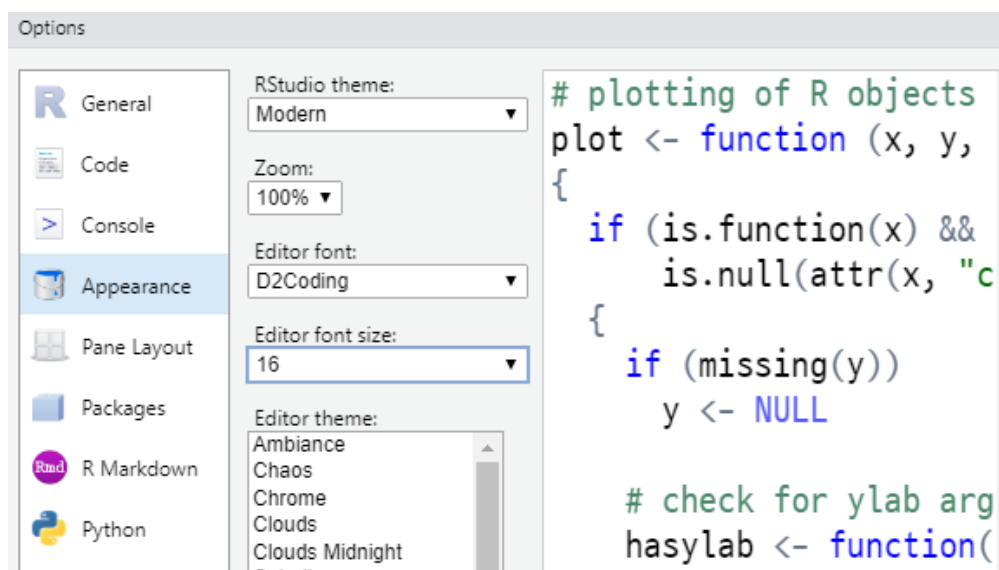 Options
General
Code
Console
Appearance
Pane Layout
Packages
Rmd R Markdown
Python
RStudio theme:
Modern
Zoom:
100%
Editor font:
D2Coding
Editor font size:
16
Editor theme:
Ambiance
Chaos
Chrome
Clouds
Clouds Midnight
# plotting of R objects
plot <- function (x, y,
{
if (is.function(x) &&
is.null(attr(x, "c
{
if (missing(y))
y <- NULL
# check for ylab arg
hasylab <- function(